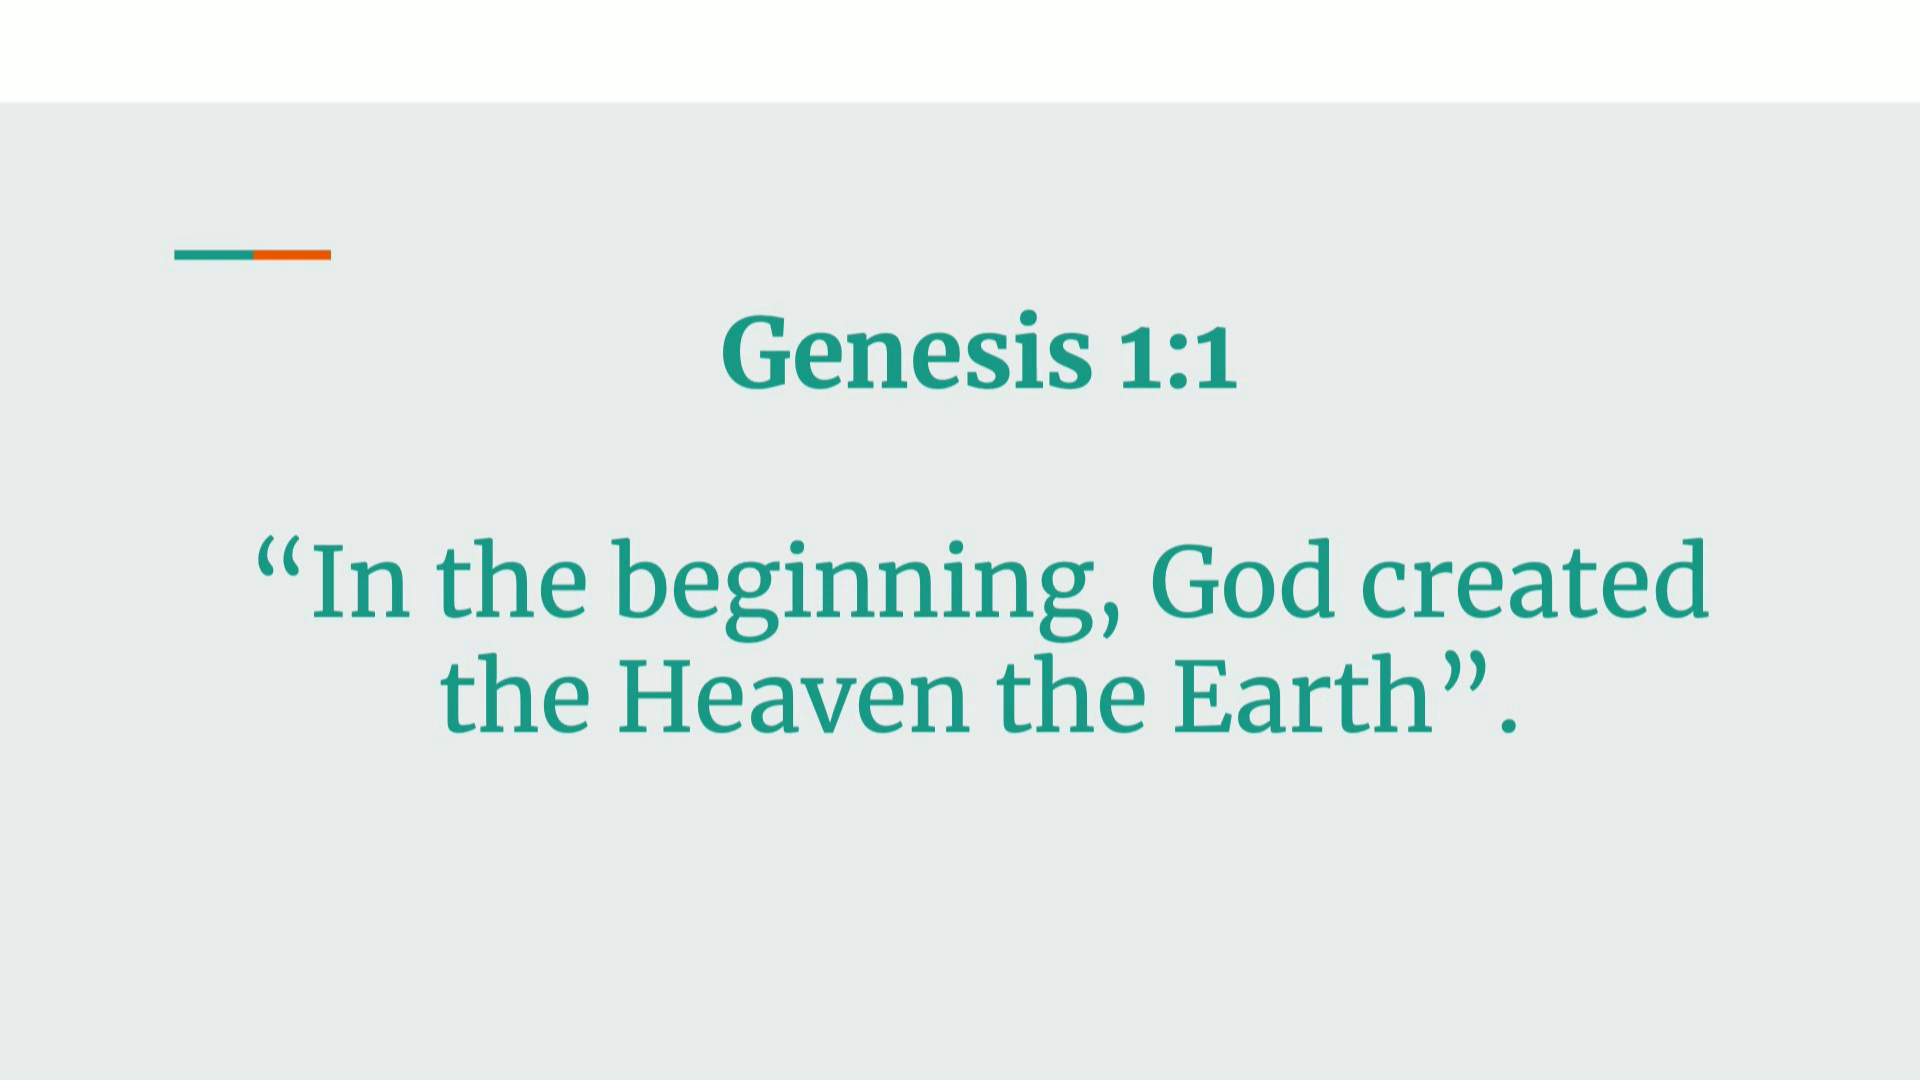 Genesis 1:1
“In the beginning, God created
the Heaven the Earth”.